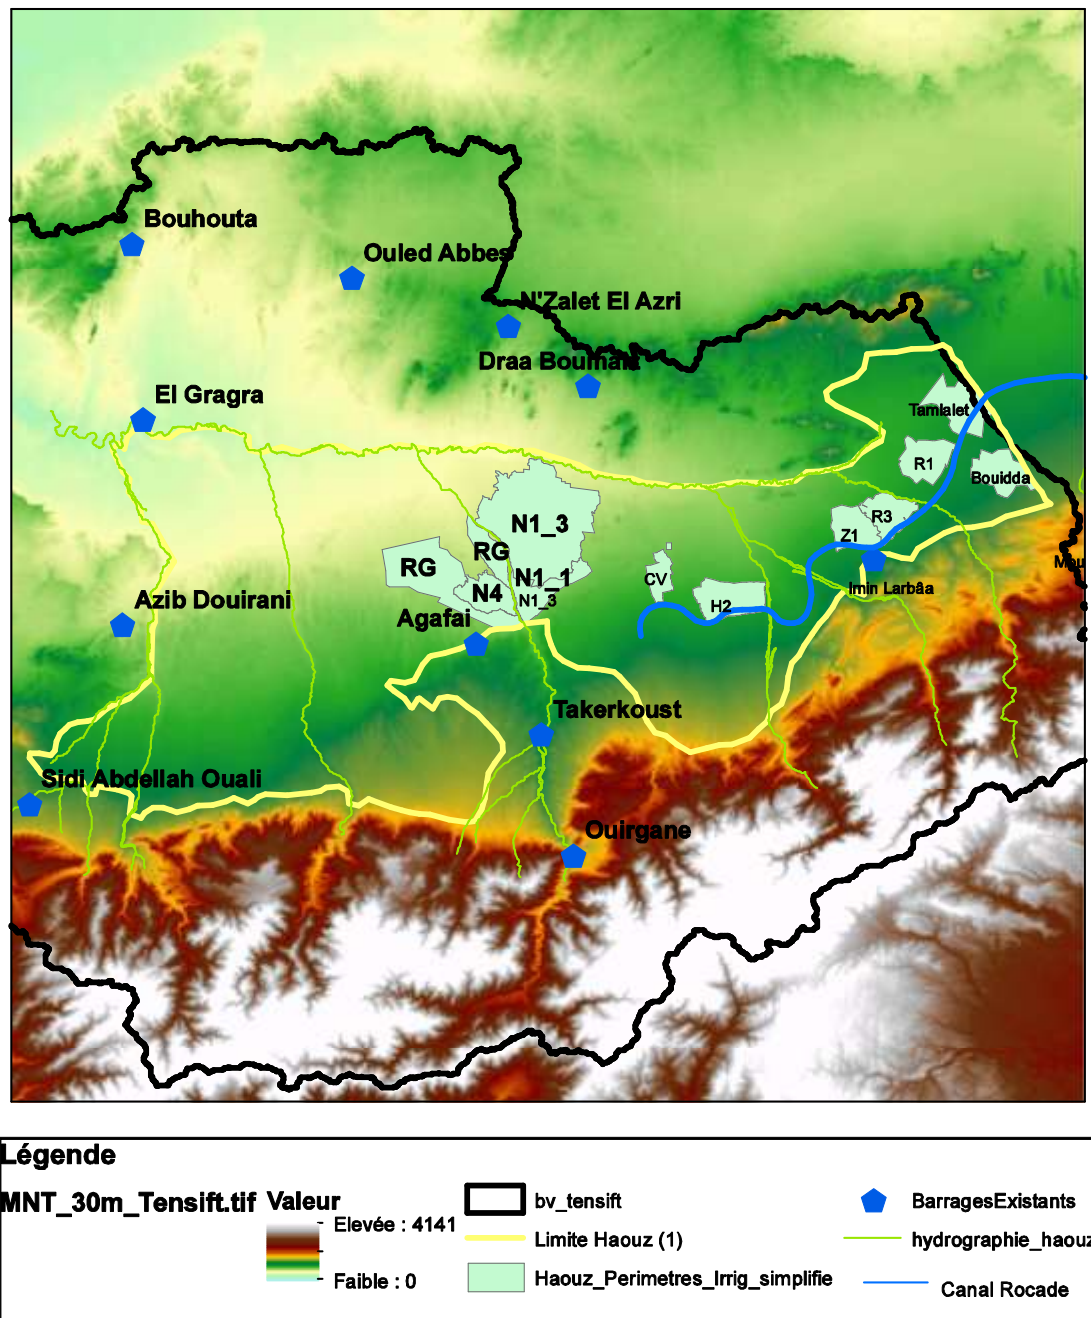 Bouhouta
Ouled Abbes
N'Zalet El Azri
Draa Boumait
El Gragra
Tamlalet
R1
Bouidda
N1_3
R3
Z1
RG
RG
N1_1
CV
Imin Larbâa
N4
N1_3
H2
Azib Douirani
Agafai
Takerkoust
Sidi Abdellah Ouali
Ouirgane
Légende
MNT_30m_Tensift.tif
Valeur
Elevée : 4141
Faible : 0
bv_tensift
Limite Haouz (1)
Haouz_Perimetres_Irrig_simplifie
BarragesExistants
hydrographie_haouz
Canal Rocade